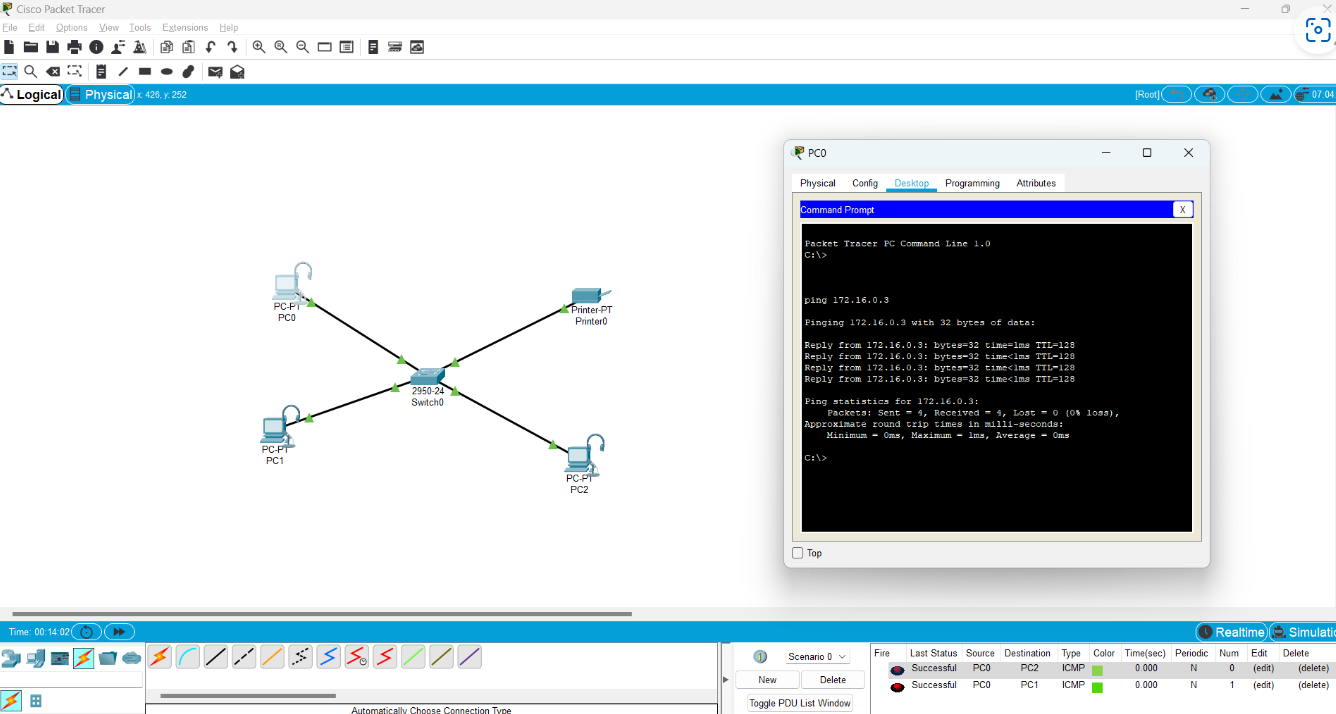 Cisco Packet Tracer
File Edit Options View Tools Extensions Help
Logical Physical x: 426, y: 252 [Root] 07:04
PC0
Physical Config Desktop Programming Attributes
Command Prompt X
Packet Tracer PC Command Line 1.0
C:\>
ping 172.16.0.3
Pinging 172.16.0.3 with 32 bytes of data:
Reply from 172.16.0.3: bytes=32 time=1ms TTL=128
Reply from 172.16.0.3: bytes=32 time<1ms TTL=128
Reply from 172.16.0.3: bytes=32 time<1ms TTL=128
Reply from 172.16.0.3: bytes=32 time<1ms TTL=128
Ping statistics for 172.16.0.3:
Packets: Sent = 4, Received = 4, Lost = 0 (0% loss),
Approximate round trip times in milli-seconds:
Minimum = 0ms, Maximum = 1ms, Average = 0ms
C:\>
Top
PC-PT
PC0
Printer-PT
Printer0
2950-24
Switch0
PC-PT
PC1
PC-PT
PC2
Time: 00:14:02 Realtime Simulatio
Scenario 0
New Delete
Toggle PDU List Window
Fire Last Status Source Destination Type Color Time(sec) Periodic Num Edit Delete
Successful PC0 PC2 ICMP 0.000 N 0 (edit) (delete)
Successful PC0 PC1 ICMP 0.000 N 1 (edit) (delete)
Automatically Choose Connection Type